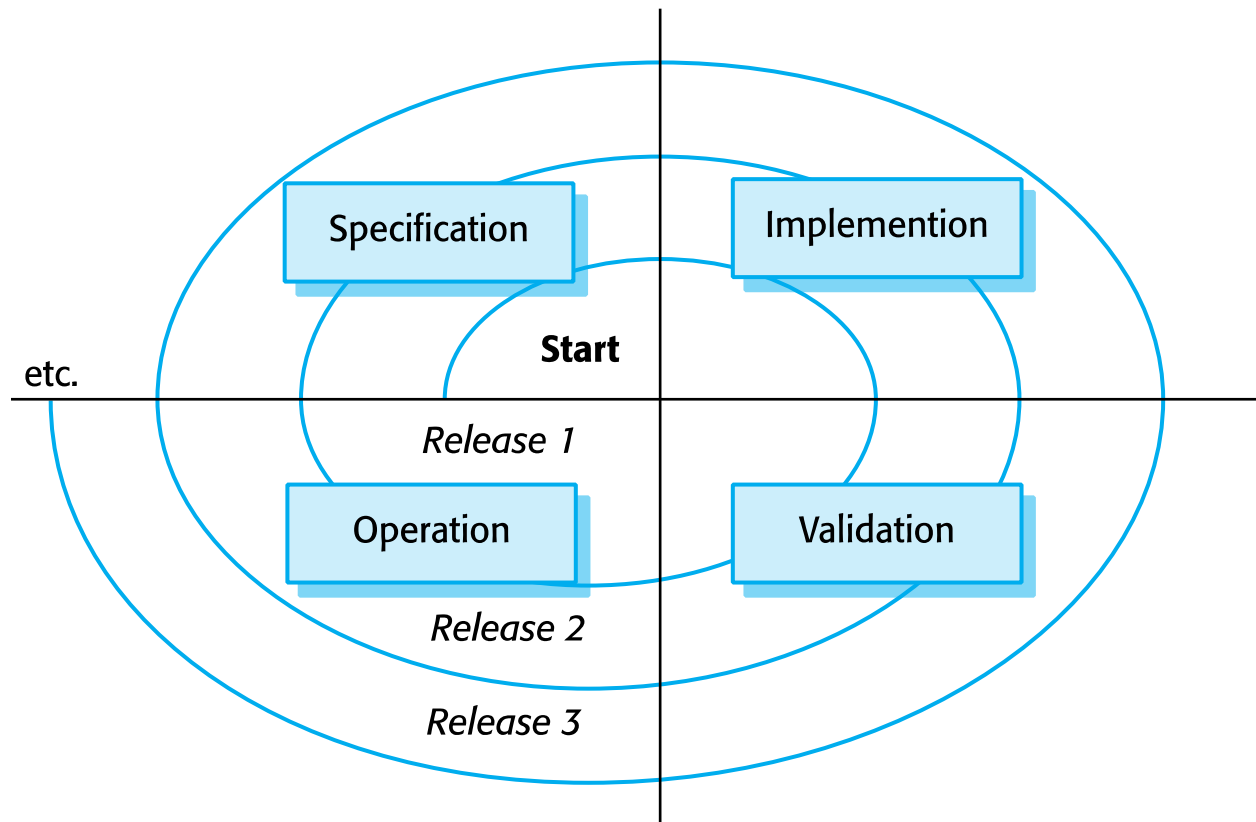 Specification
Implemention
Start
etc.
Release 1
Operation
Validation
Release 2
Release 3